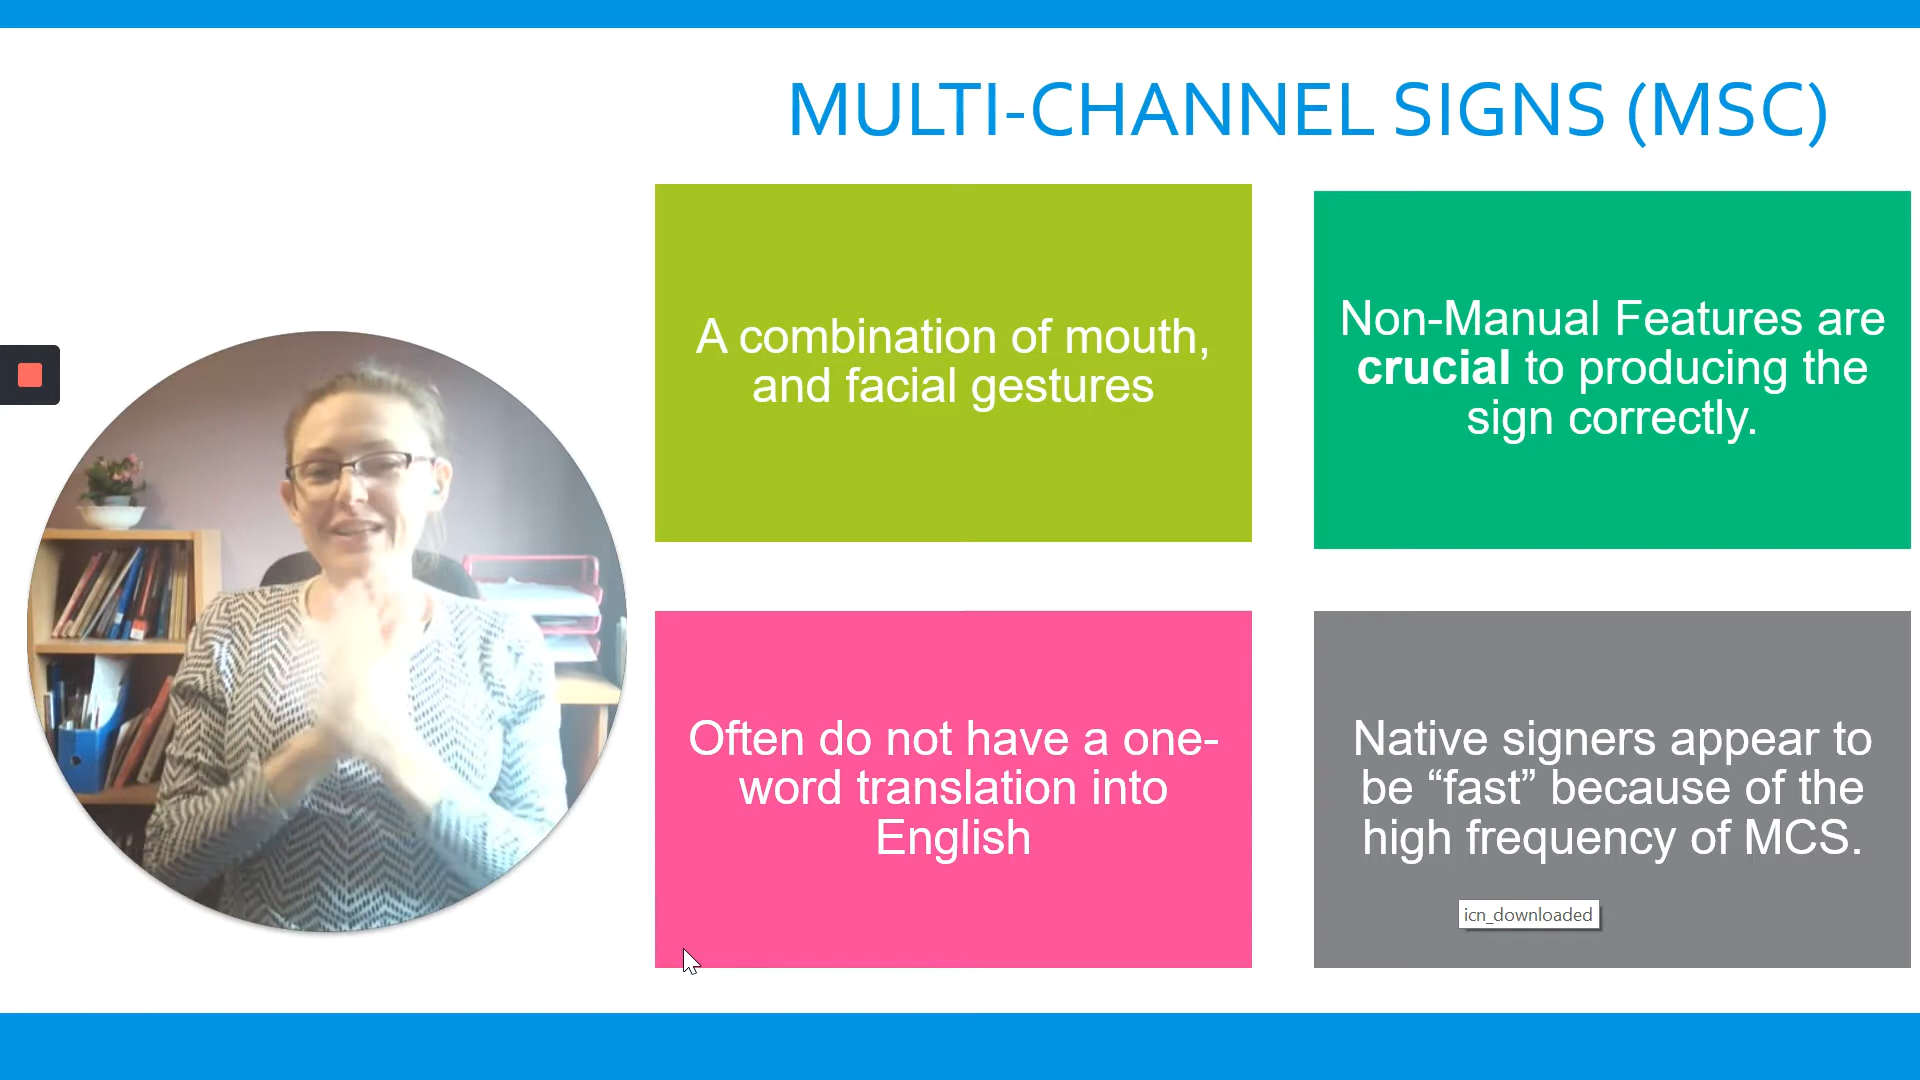 MULTI-CHANNEL SIGNS (MSC)
A combination of mouth,
and facial gestures
Non-Manual Features are
crucial to producing the
sign correctly.
Often do not have a one-
word translation into
English
Native signers appear to
be “fast” because of the
high frequency of MCS.
icn_downloaded